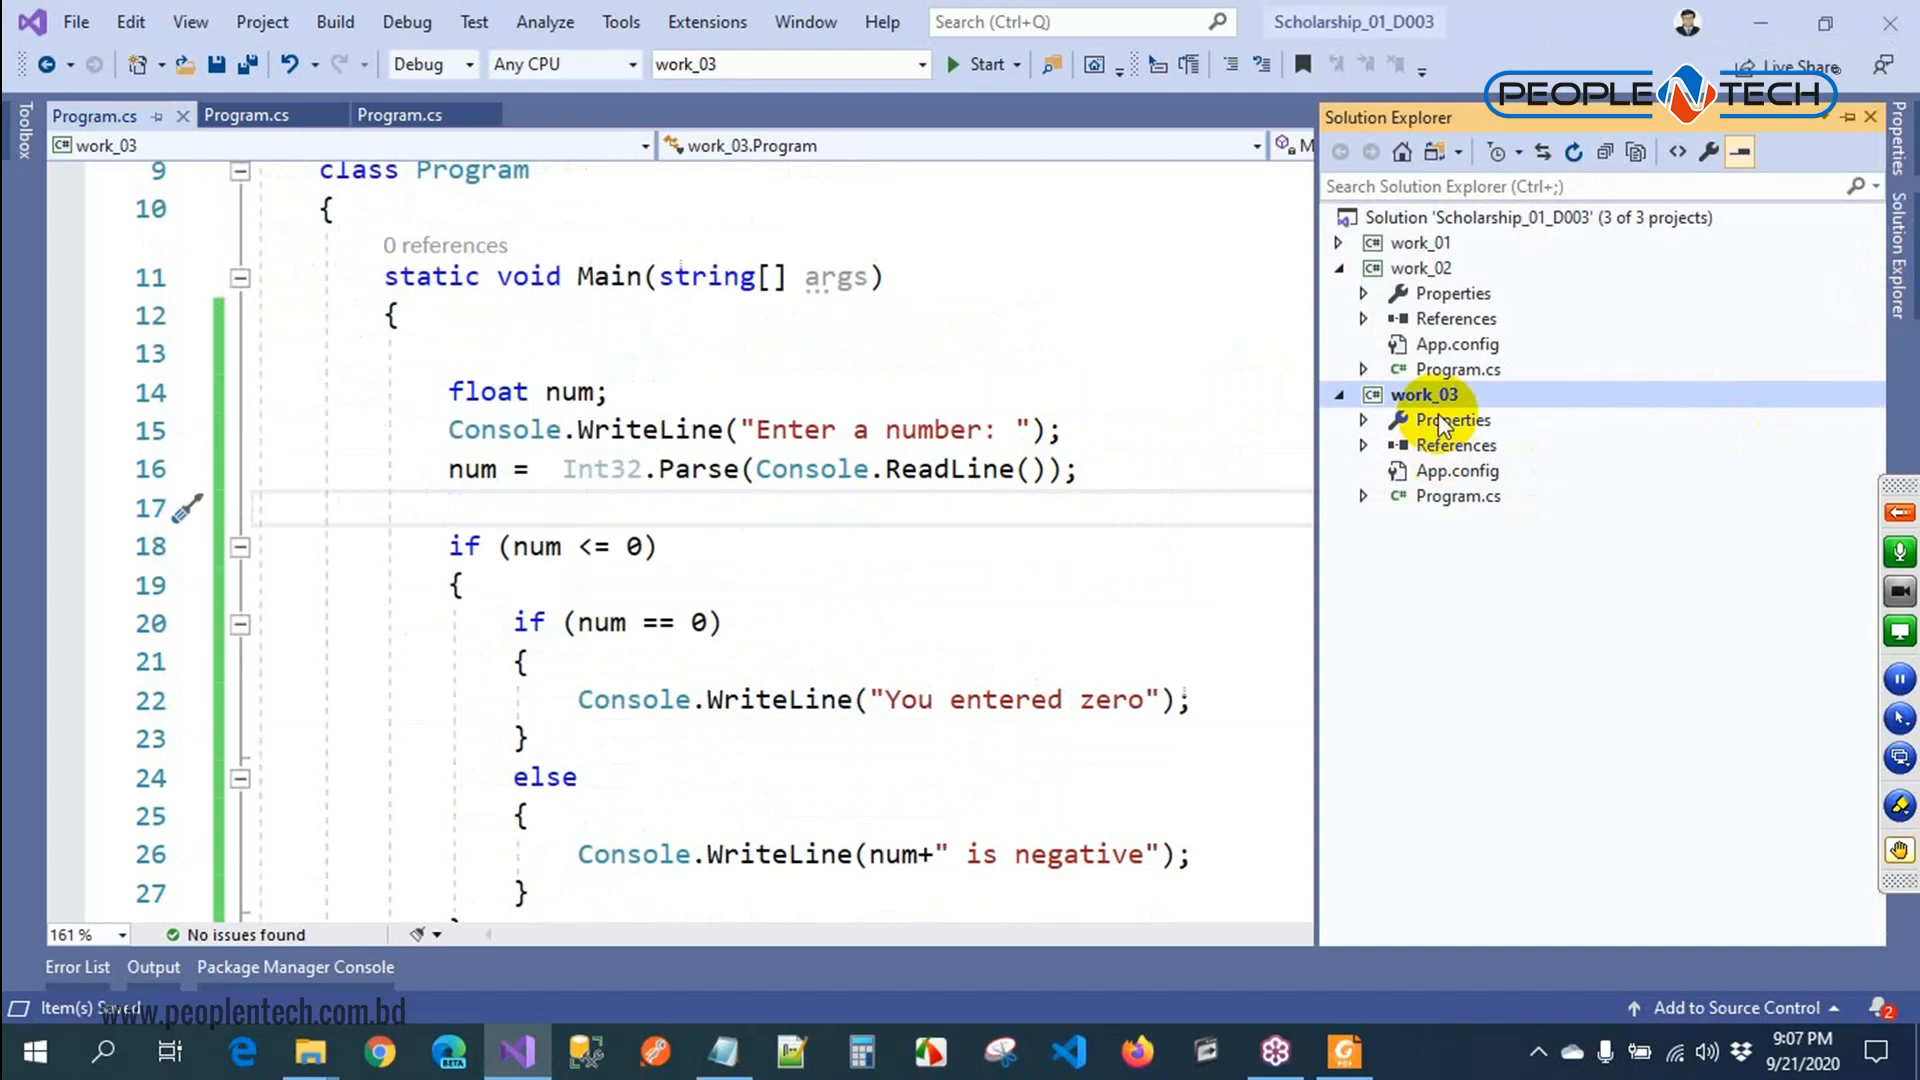 File Edit View Project Build Debug Test Analyze Tools Extensions Window Help Search (Ctrl+Q) Scholarship_01_D003
Debug Any CPU work_03 Start Live Share
PEOPLE N TECH
Toolbox
Program.cs Program.cs Program.cs
work_03 work_03.Program M
9 class Program
10 {
0 references
11 static void Main(string[] args)
12 {
13
14 float num;
15 Console.WriteLine("Enter a number: ");
16 num =  Int32.Parse(Console.ReadLine());
17
18 if (num <= 0)
19 {
20 if (num == 0)
21 {
22 Console.WriteLine("You entered zero");
23 }
24 else
25 {
26 Console.WriteLine(num+" is negative");
27 }
161 % No issues found
Solution Explorer
Search Solution Explorer (Ctrl+;)
Solution 'Scholarship_01_D003' (3 of 3 projects)
work_01
work_02
Properties
References
App.config
Program.cs
work_03
Properties
References
App.config
Program.cs
Properties
Solution Explorer
Error List Output Package Manager Console
Item(s) Saved Add to Source Control 2
www.peoplentech.com.bd
BETA
9:07 PM
9/21/2020